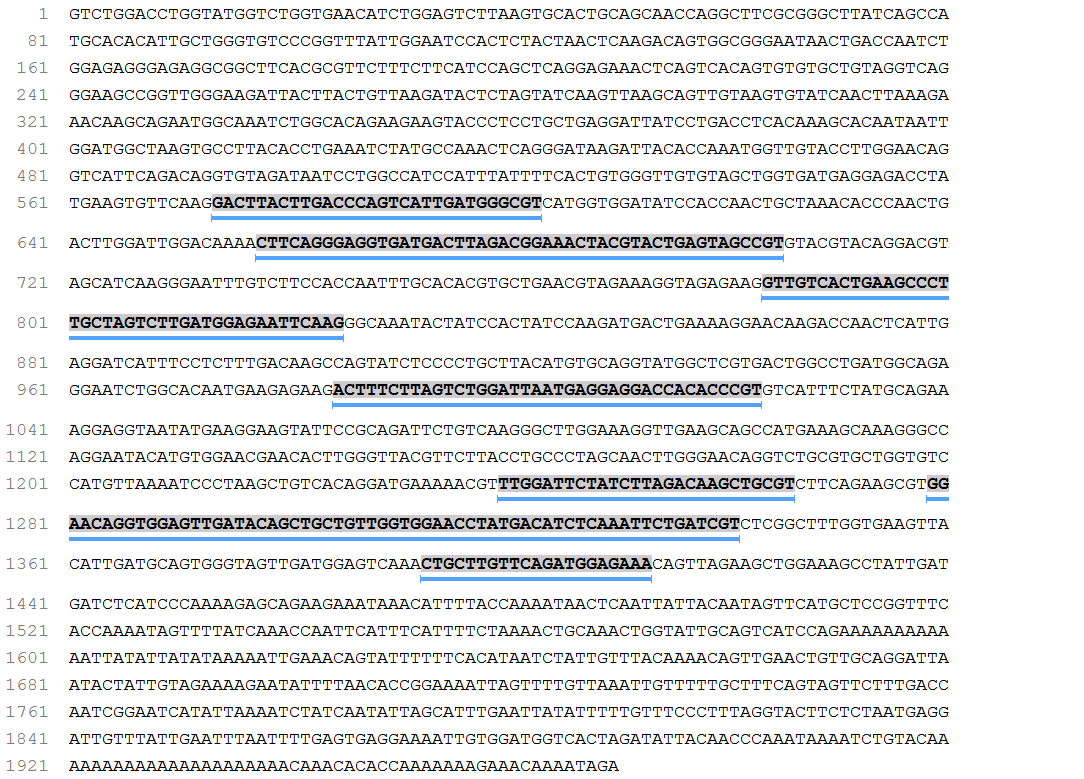 1 GTCTGGACCTGGTATGGTCTGGTGAACATCTGGAGTCTTAAGTGCACTGCAGCAACCAGGCTTCGCGGGCTTATCAGCCA
81 TGCACACATTGCTGGGTGTCCCGGTTTATTGGAATCCACTCTACTAACTCAAGACAGTGGCGGGAATAACTGACCAATCT
161 GGAGAGGGAGAGGCGGCTTCACGCGTTCTTTCTTCATCCAGCTCAGGAGAAACTCAGTCACAGTGTGTGCTGTAGGTCAG
241 GGAAGCCGGTTGGGAAGATTACTTACTGTTAAGATACTCTAGTATCAAGTTAAGCAGTTGTAAGTGTATCAACTTAAAGA
321 AACAAGCAGAATGGCAAATCTGGCACAGAAGAAGTACCCTCCTGCTGAGGATTATCCTGACCTCACAAAGCACAATAATT
401 GGATGGCTAAGTGCCTTACACCTGAAATCTATGCCAAACTCAGGGATAAGATTACACCAAATGGTTGTACCTTGGAACAG
481 GTCATTCAGACAGGTGTAGATAATCCTGGCCATCCATTTATTTTCACTGTGGGTTGTGTAGCTGGTGATGAGGAGACCTA
561 TGAAGTGTTCAAGGACTTACTTGACCCAGTCATTGATGGGCGTCATGGTGGATATCCACCAACTGCTAAACACCCAACTG
641 ACTTGGATTGGACAAAACTTCAGGGAGGTGATGACTTAGACGGAAACTACGTACTGAGTAGCCGTGTACGTACAGGACGT
721 AGCATCAAGGGAATTTGTCTTCCACCAATTTGCACACGTGCTGAACGTAGAAAGGTAGAGAAGGTTGTCACTGAAGCCCT
801 TGCTAGTCTTGATGGAGAATTCAAGGGCAAATACTATCCACTATCCAAGATGACTGAAAAGGAACAAGACCAACTCATTG
881 AGGATCATTTCCTCTTTGACAAGCCAGTATCTCCCCTGCTTACATGTGCAGGTATGGCTCGTGACTGGCCTGATGGCAGA
961 GGAATCTGGCACAATGAAGAGAAGACTTTCTTAGTCTGGATTAATGAGGAGGACCACACCCGTGTCATTTCTATGCAGAA
1041 AGGAGGTAATATGAAGGAAGTATTCCGCAGATTCTGTCAAGGGCTTGGAAAGGTTGAAGCAGCCATGAAAGCAAAGGGCC
1121 AGGAATACATGTGGAACGAACACTTGGGTTACGTTCTTACCTGCCCTAGCAACTTGGGAACAGGTCTGCGTGCTGGTGTC
1201 CATGTTAAAATCCCTAAGCTGTCACAGGATGAAAAACGTTTGGATTCTATCTTAGACAAGCTGCGTCTTCAGAAGCGTGG
1281 AACAGGTGGAGTTGATACAGCTGCTGTTGGTGGAACCTATGACATCTCAAATTCTGATCGTCTCGGCTTTGGTGAAGTTA
1361 CATTGATGCAGTGGGTAGTTGATGGAGTCAAACTGCTTGTTCAGATGGAGAAACAGTTAGAAGCTGGAAAGCCTATTGAT
1441 GATCTCATCCCAAAAGAGCAGAAGAAATAAACATTTTACCAAAATAACTCAATTATTACAATAGTTCATGCTCCGGTTTC
1521 ACCAAAATAGTTTTATCAAACCAATTCATTTCATTTTCTAAAACTGCAAACTGGTATTGCAGTCATCCAGAAAAAAAAAA
1601 AATTATATTATATAAAAATTGAAACAGTATTTTTTCACATAATCTATTGTTTACAAAACAGTTGAACTGTTGCAGGATTA
1681 ATACTATTGTAGAAAAGAATATTTTAACACCGGAAAATTAGTTTTGTTAAATTGTTTTTGCTTTCAGTAGTTCTTTGACC
1761 AATCGGAATCATATTAAAATCTATCAATATTAGCATTTGAATTATATTTTTGTTTCCCTTTAGGTACTTCTCTAATGAGG
1841 ATTGTTTATTGAATTTAATTTTGAGTGAGGAAAATTGTGGATGGTCACTAGATATTACAACCCAAATAAAATCTGTACAA
1921 AAAAAAAAAAAAAAAAAAAACAAACACACCAAAAAAAGAAACAAAATAGA